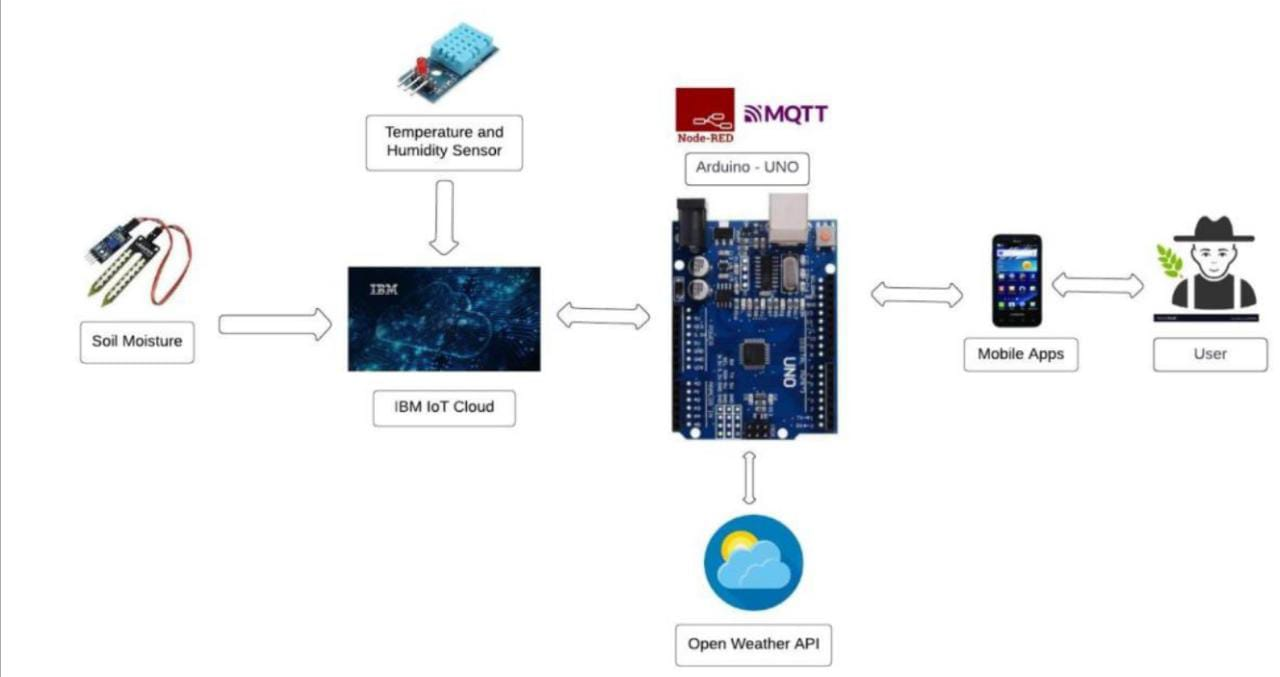 Temperature and
Humidity Sensor
Node-RED
MQTT
Arduino - UNO
IBM
Soil Moisture
IBM IoT Cloud
UNO
Mobile Apps
User
Open Weather API